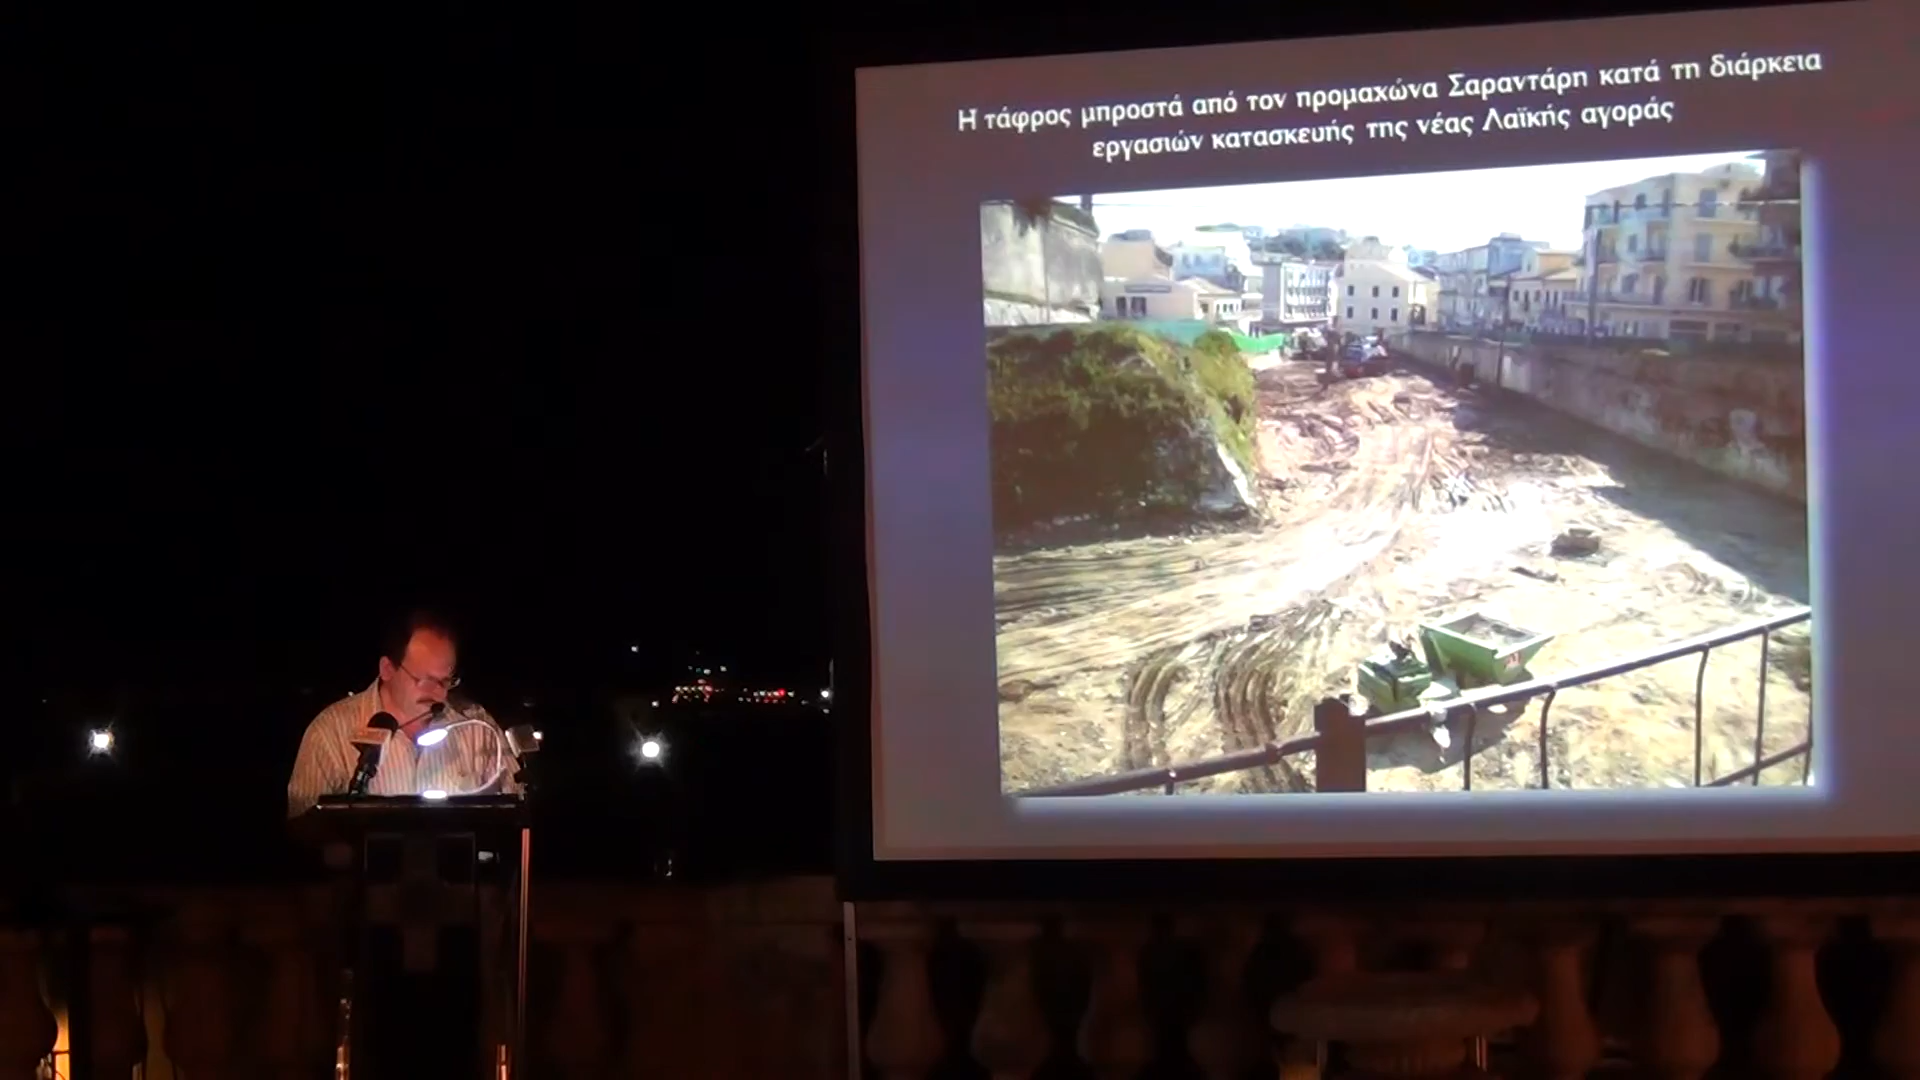 Η τάφρος μπροστά από τον προμαχώνα Σαραντάρη κατά τη διάρκεια
εργασιών κατασκευής της νέας Λαϊκής αγοράς